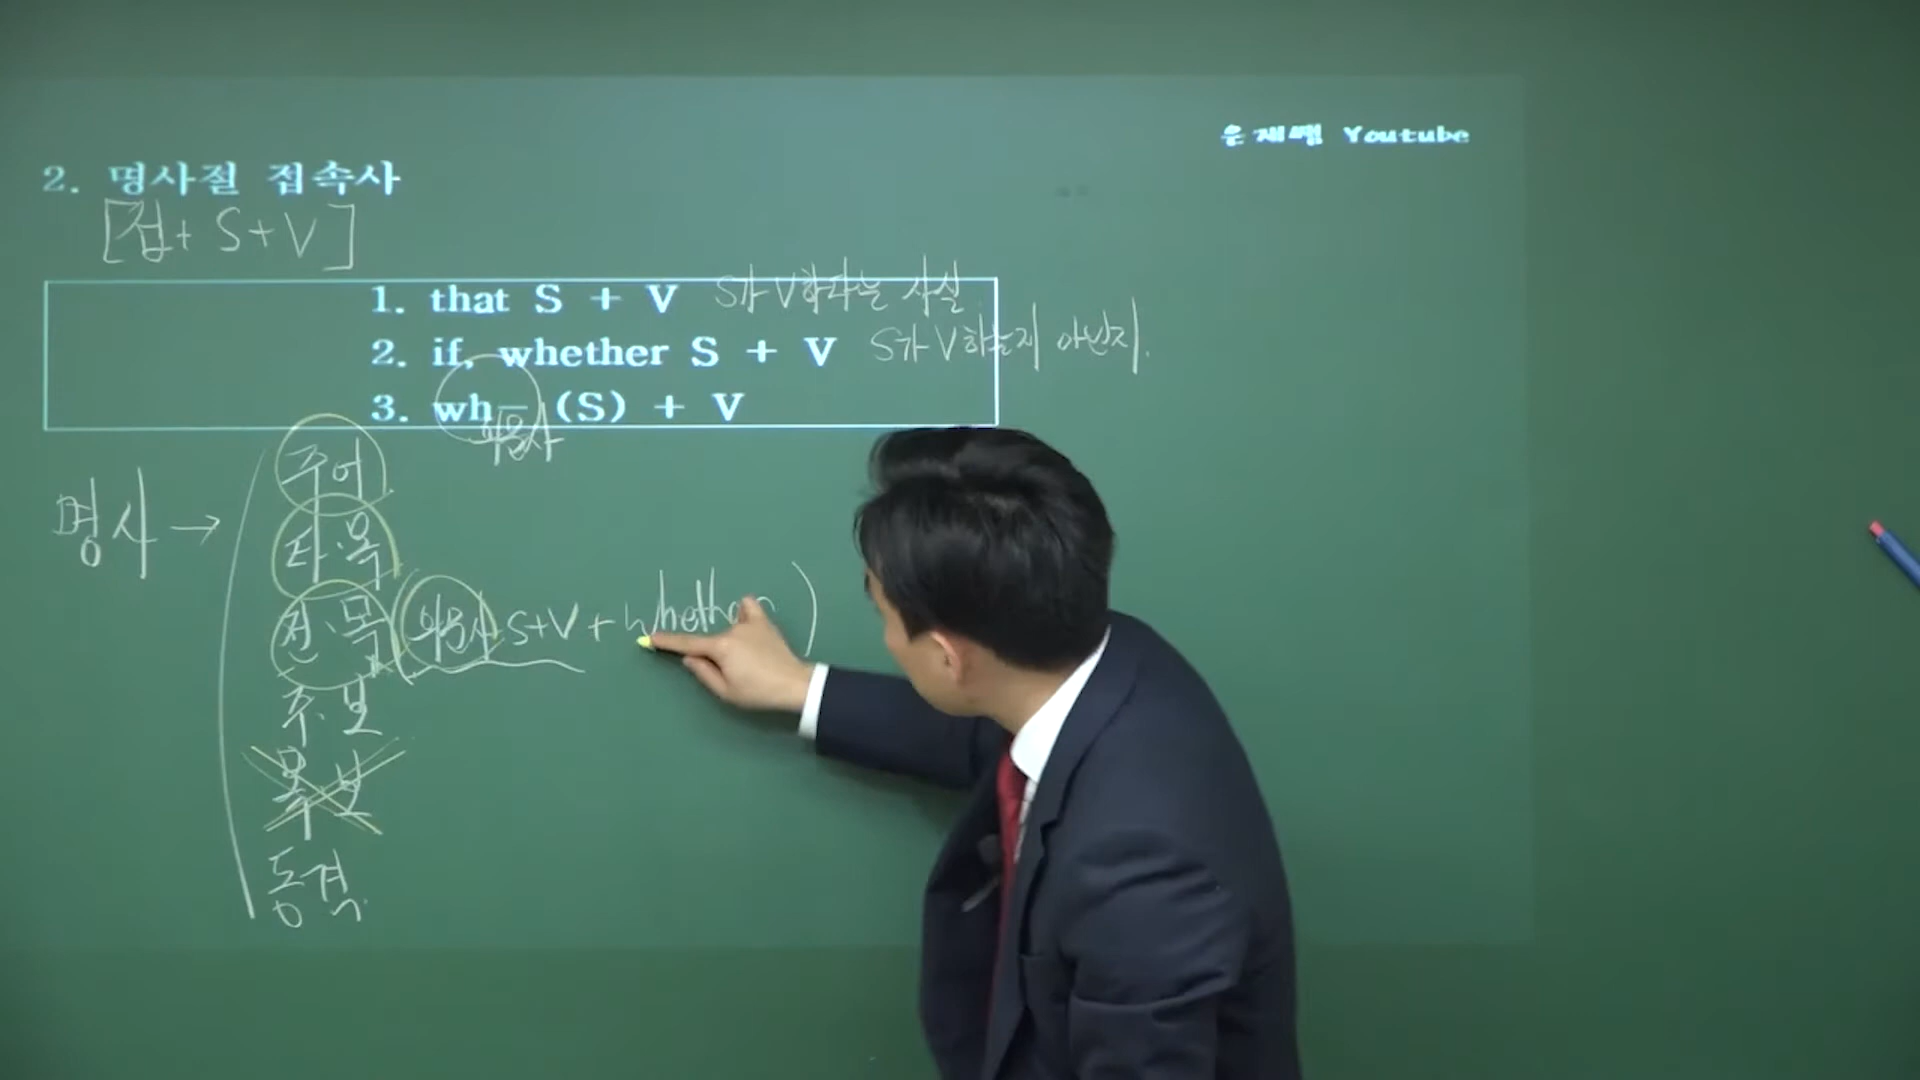 윤재쌤 Youtube
2. 명사절 접속사
[접+ S+V]
1. that S + V S가 V하다는 사실
2. if, whether S + V S가 V하는지 아닌지.
3. wh_ (S) + V
의문사
명사 →
주어
타·목
전·목 (의문사 S+V + whether)
주·보
목·보
동격.